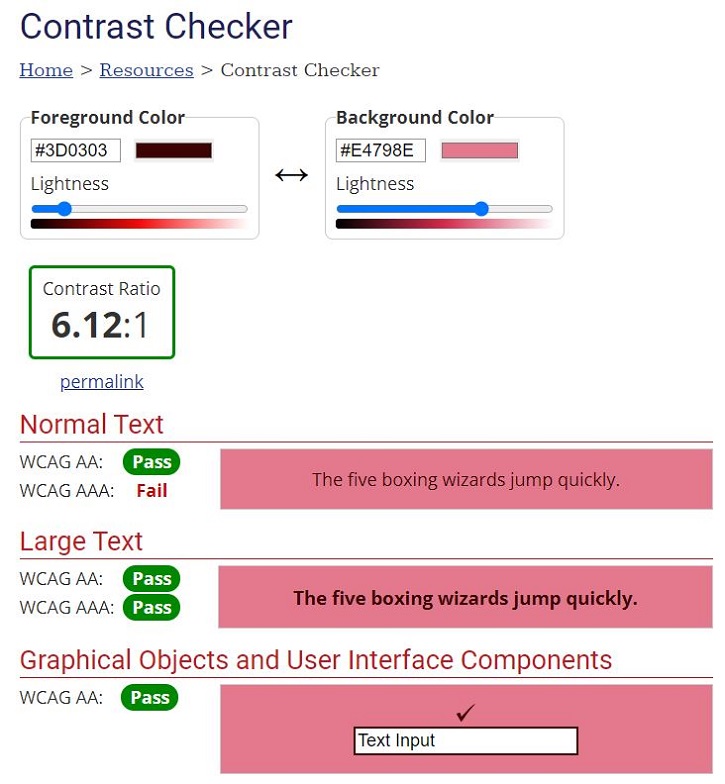 Contrast Checker
Home > Resources > Contrast Checker
Foreground Color
#3D0303
Lightness
Background Color
#E4798E
Lightness
Contrast Ratio
6.12:1
permalink
Normal Text
WCAG AA: Pass
WCAG AAA: Fail
The five boxing wizards jump quickly.
Large Text
WCAG AA: Pass
WCAG AAA: Pass
The five boxing wizards jump quickly.
Graphical Objects and User Interface Components
WCAG AA: Pass
Text Input